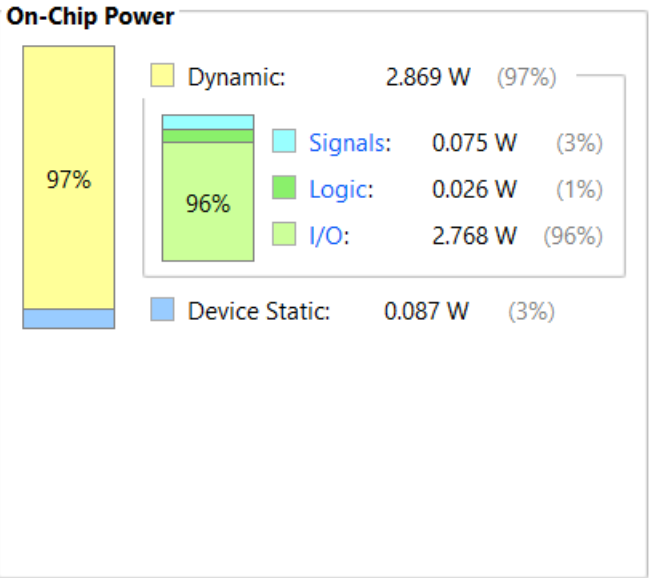 On-Chip Power
97%
Dynamic: 2.869 W (97%)
96%
Signals: 0.075 W (3%)
Logic: 0.026 W (1%)
I/O: 2.768 W (96%)
Device Static: 0.087 W (3%)